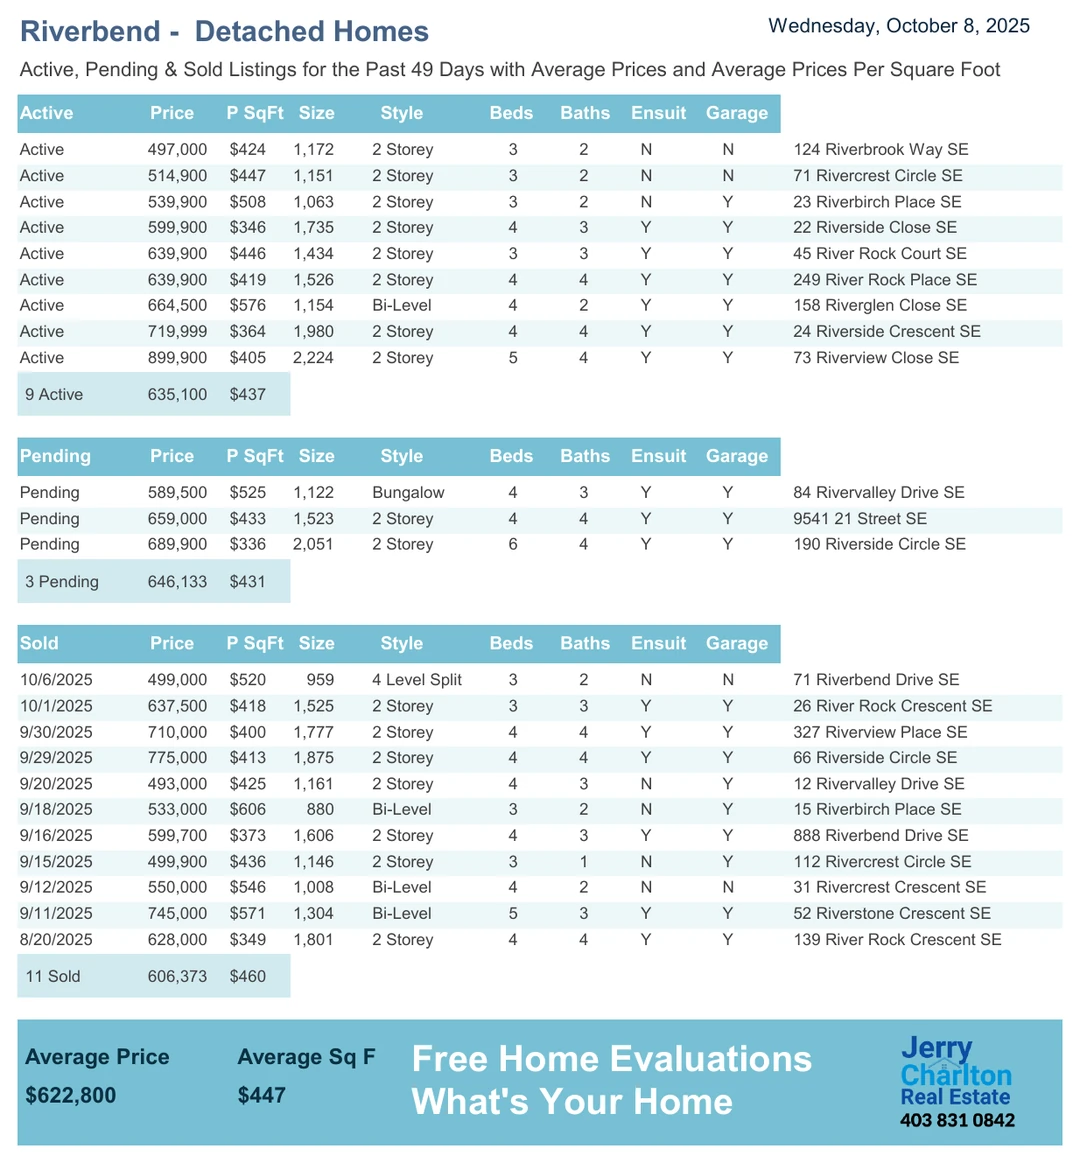 Riverbend -  Detached Homes
Wednesday, October 8, 2025
Active, Pending & Sold Listings for the Past 49 Days with Average Prices and Average Prices Per Square Foot
Active Price P SqFt Size Style Beds Baths Ensuit Garage
Active 497,000 $424 1,172 2 Storey 3 2 N N 124 Riverbrook Way SE
Active 514,900 $447 1,151 2 Storey 3 2 N N 71 Rivercrest Circle SE
Active 539,900 $508 1,063 2 Storey 3 2 N Y 23 Riverbirch Place SE
Active 599,900 $346 1,735 2 Storey 4 3 Y Y 22 Riverside Close SE
Active 639,900 $446 1,434 2 Storey 3 3 Y Y 45 River Rock Court SE
Active 639,900 $419 1,526 2 Storey 4 4 Y Y 249 River Rock Place SE
Active 664,500 $576 1,154 Bi-Level 4 2 Y Y 158 Riverglen Close SE
Active 719,999 $364 1,980 2 Storey 4 4 Y Y 24 Riverside Crescent SE
Active 899,900 $405 2,224 2 Storey 5 4 Y Y 73 Riverview Close SE
9 Active 635,100 $437
Pending Price P SqFt Size Style Beds Baths Ensuit Garage
Pending 589,500 $525 1,122 Bungalow 4 3 Y Y 84 Rivervalley Drive SE
Pending 659,000 $433 1,523 2 Storey 4 4 Y Y 9541 21 Street SE
Pending 689,900 $336 2,051 2 Storey 6 4 Y Y 190 Riverside Circle SE
3 Pending 646,133 $431
Sold Price P SqFt Size Style Beds Baths Ensuit Garage
10/6/2025 499,000 $520 959 4 Level Split 3 2 N N 71 Riverbend Drive SE
10/1/2025 637,500 $418 1,525 2 Storey 3 3 Y Y 26 River Rock Crescent SE
9/30/2025 710,000 $400 1,777 2 Storey 4 4 Y Y 327 Riverview Place SE
9/29/2025 775,000 $413 1,875 2 Storey 4 4 Y Y 66 Riverside Circle SE
9/20/2025 493,000 $425 1,161 2 Storey 4 3 N Y 12 Rivervalley Drive SE
9/18/2025 533,000 $606 880 Bi-Level 3 2 N Y 15 Riverbirch Place SE
9/16/2025 599,700 $373 1,606 2 Storey 4 3 Y Y 888 Riverbend Drive SE
9/15/2025 499,900 $436 1,146 2 Storey 3 1 N Y 112 Rivercrest Circle SE
9/12/2025 550,000 $546 1,008 Bi-Level 4 2 N N 31 Rivercrest Crescent SE
9/11/2025 745,000 $571 1,304 Bi-Level 5 3 Y Y 52 Riverstone Crescent SE
8/20/2025 628,000 $349 1,801 2 Storey 4 4 Y Y 139 River Rock Crescent SE
11 Sold 606,373 $460
Average Price Average Sq F
$622,800 $447
Free Home Evaluations
What's Your Home
Jerry
Charlton
Real Estate
403 831 0842